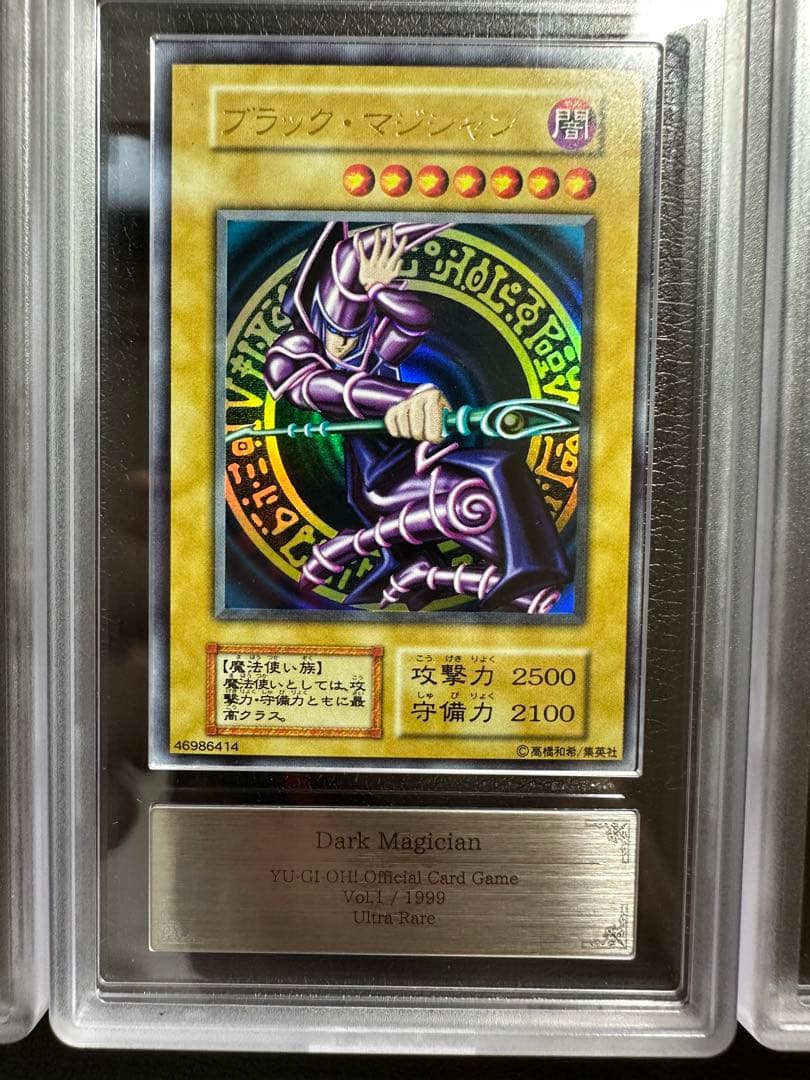 ブラック・マジシャン
闇
【魔法使い族】
魔法使いとしては、攻
撃力・守備力ともに最
高クラス。
攻撃力 2500
守備力 2100
46986414
©高橋和希/集英社
Dark Magician
YU-GI-OH! Official Card Game
Vol.1 / 1999
Ultra Rare